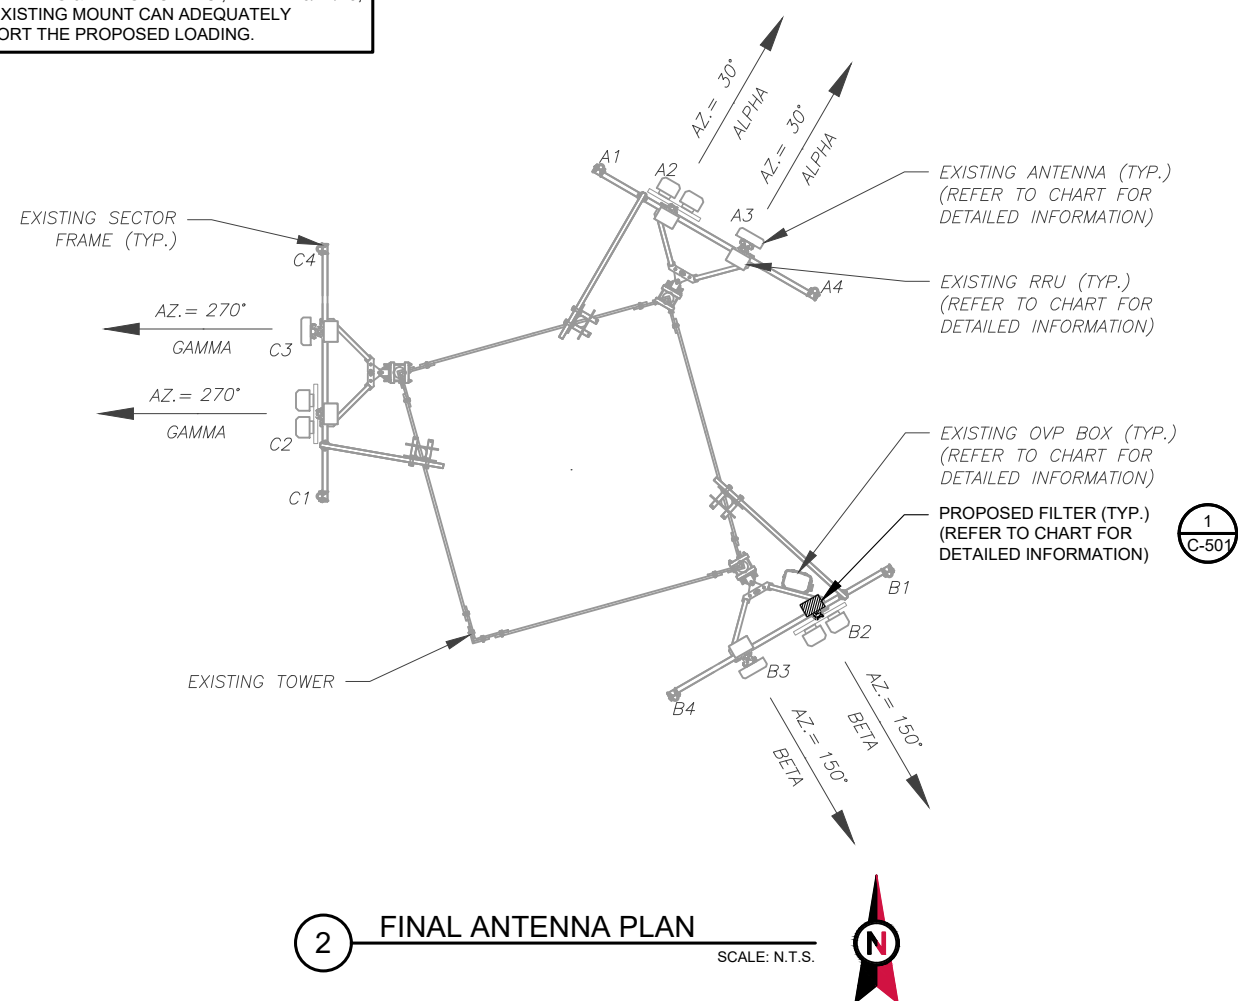 EXISTING MOUNT CAN ADEQUATELY
ORT THE PROPOSED LOADING.
AZ.= 30°
ALPHA
AZ.= 30°
ALPHA
A1
A2
A3
A4
EXISTING ANTENNA (TYP.)
(REFER TO CHART FOR
DETAILED INFORMATION)
EXISTING SECTOR
FRAME (TYP.)
C4
EXISTING RRU (TYP.)
(REFER TO CHART FOR
DETAILED INFORMATION)
AZ.= 270°
GAMMA
C3
AZ.= 270°
GAMMA
C2
C1
EXISTING OVP BOX (TYP.)
(REFER TO CHART FOR
DETAILED INFORMATION)
PROPOSED FILTER (TYP.)
(REFER TO CHART FOR
DETAILED INFORMATION)
1
C-501
B1
B2
B3
B4
EXISTING TOWER
AZ.= 150°
BETA
AZ.= 150°
BETA
2
FINAL ANTENNA PLAN
SCALE: N.T.S.
N